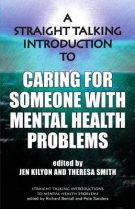 A
STRAIGHT TALKING
INTRODUCTION
TO
CARING FOR
SOMEONE WITH
MENTAL HEALTH
PROBLEMS
edited by
JEN KILYON AND THERESA SMITH
STRAIGHT TALKING INTRODUCTIONS
TO MENTAL HEALTH PROBLEMS
edited by Richard Bentall and Pete Sanders